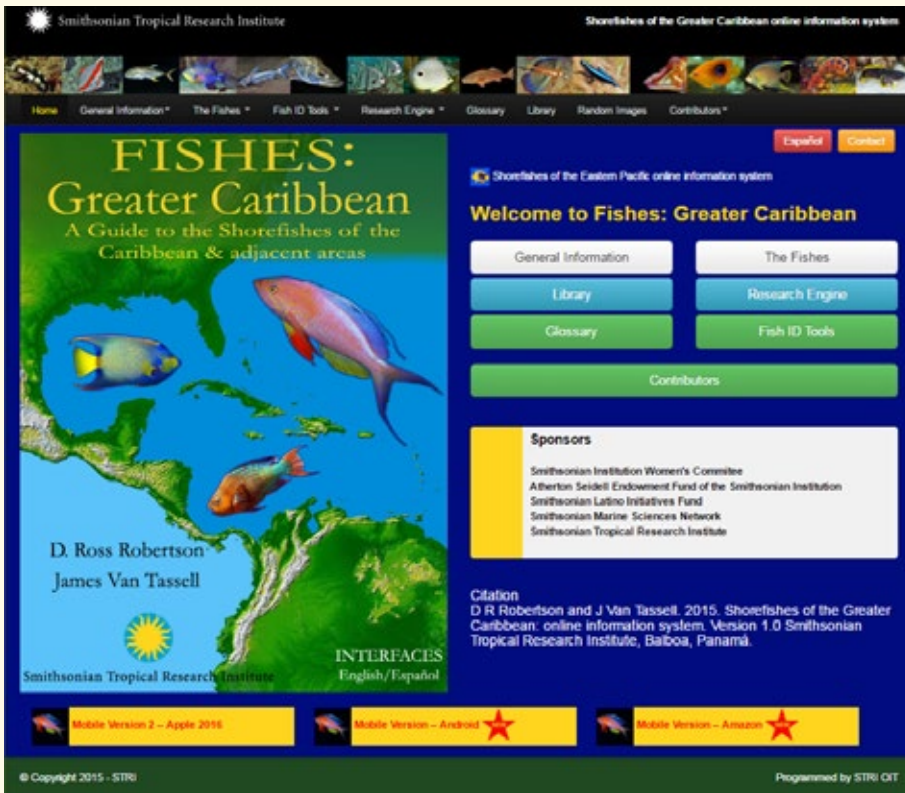 Smithsonian Tropical Research Institute
Shorefishes of the Greater Caribbean online information system
Home General Information The Fishes Fish ID Tools Research Engine Glossary Library Random Images Contributors
Español Contact
FISHES:
Greater Caribbean
A Guide to the Shorefishes of the
Caribbean & adjacent areas
D. Ross Robertson
James Van Tassell
Smithsonian Tropical Research Institute
INTERFACES
English/Español
Shorefishes of the Eastern Pacific online information system
Welcome to Fishes: Greater Caribbean
General Information The Fishes
Library Research Engine
Glossary Fish ID Tools
Contributors
Sponsors
Smithsonian Institution Women's Commitee
Atherton Seidell Endowment Fund of the Smithsonian Institution
Smithsonian Latino Initiatives Fund
Smithsonian Marine Sciences Network
Smithsonian Tropical Research Institute
Citation
D R Robertson and J Van Tassell. 2015. Shorefishes of the Greater
Caribbean: online information system. Version 1.0 Smithsonian
Tropical Research Institute, Balboa, Panamá.
Mobile Version 2 – Apple 2016 Mobile Version – Android Mobile Version – Amazon
© Copyright 2015 - STRI Programmed by STRI OIT